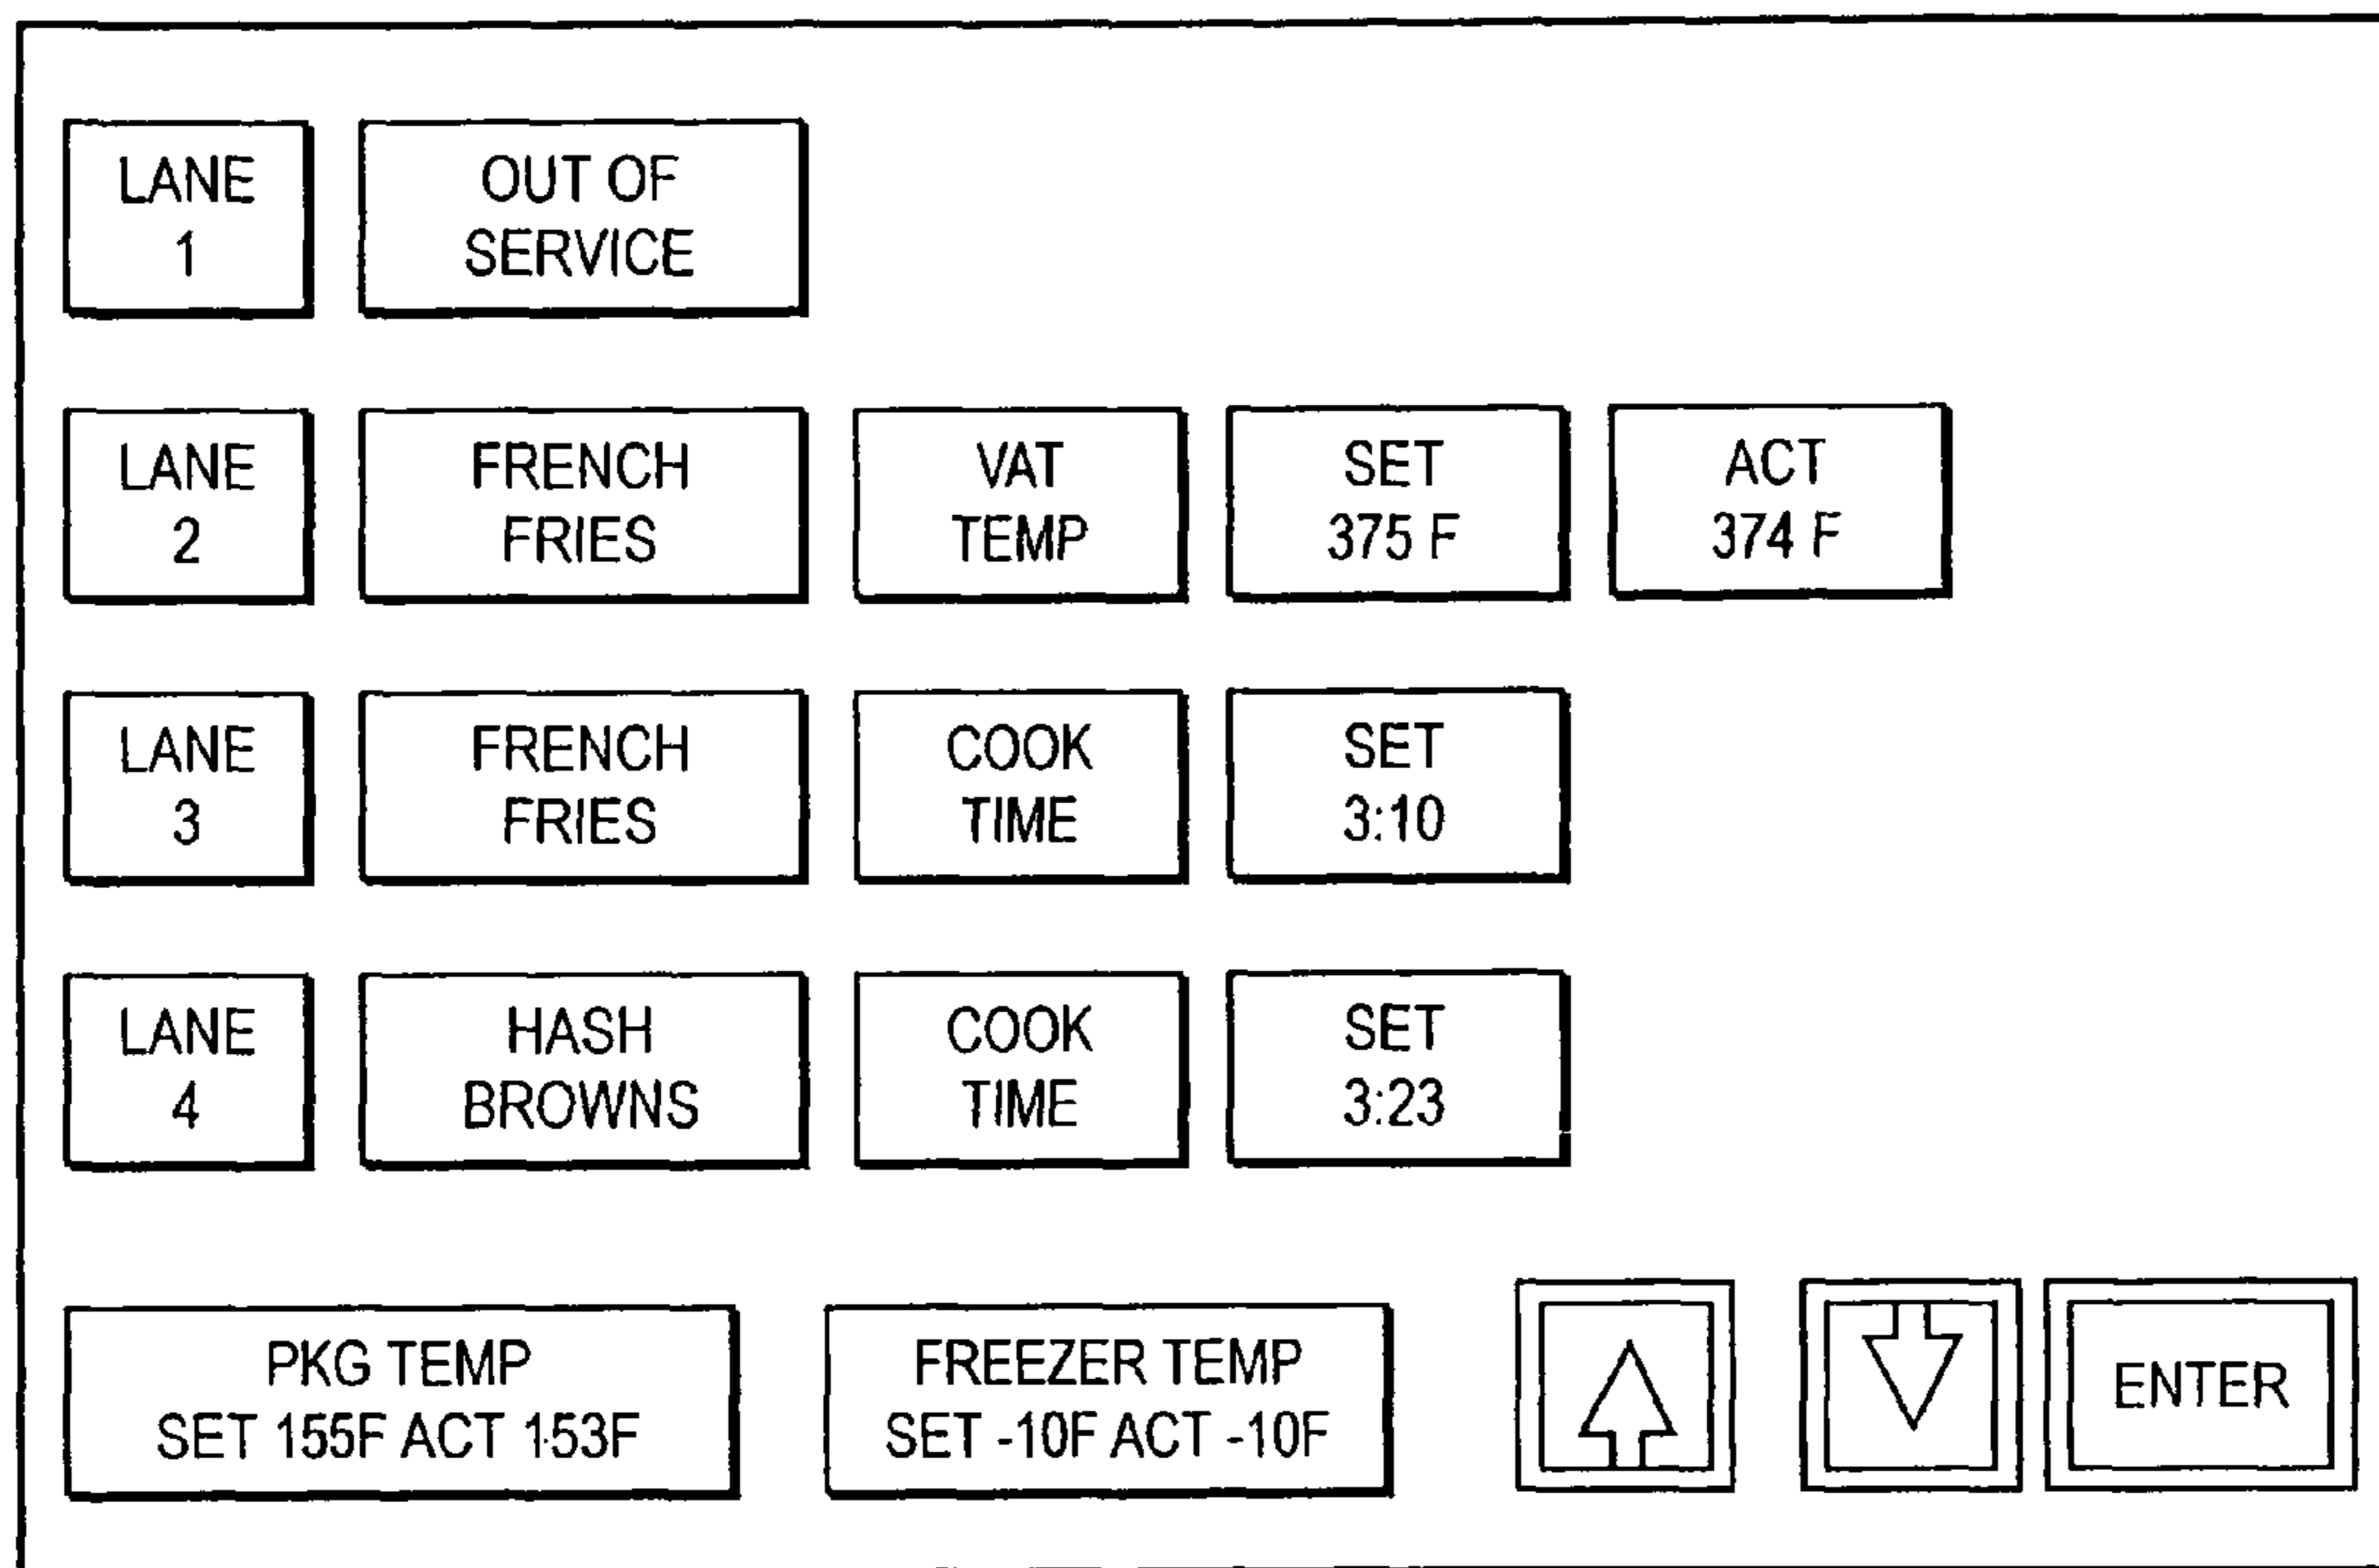 LANE
1
OUT OF
SERVICE
LANE
2
FRENCH
FRIES
VAT
TEMP
SET
375 F
ACT
374 F
LANE
3
FRENCH
FRIES
COOK
TIME
SET
3:10
LANE
4
HASH
BROWNS
COOK
TIME
SET
3:23
PKG TEMP
SET 155F ACT 153F
FREEZER TEMP
SET -10F ACT -10F
ENTER